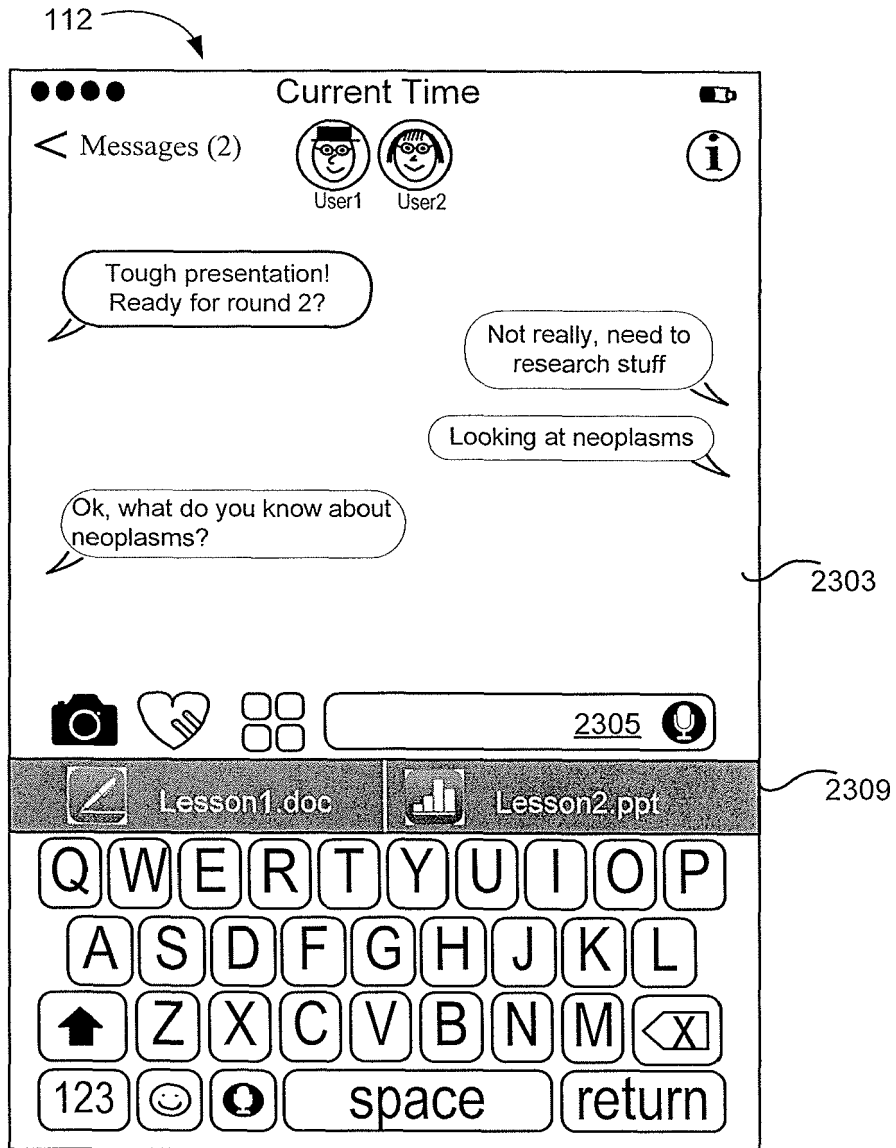 112
Current Time
< Messages (2)
i
User1 User2
Tough presentation!
Ready for round 2?
Not really, need to
research stuff
Looking at neoplasms
Ok, what do you know about
neoplasms?
2303
2305
Lesson1.doc Lesson2.ppt
2309
Q W E R T Y U I O P
A S D F G H J K L
Z X C V B N M X
123 space return